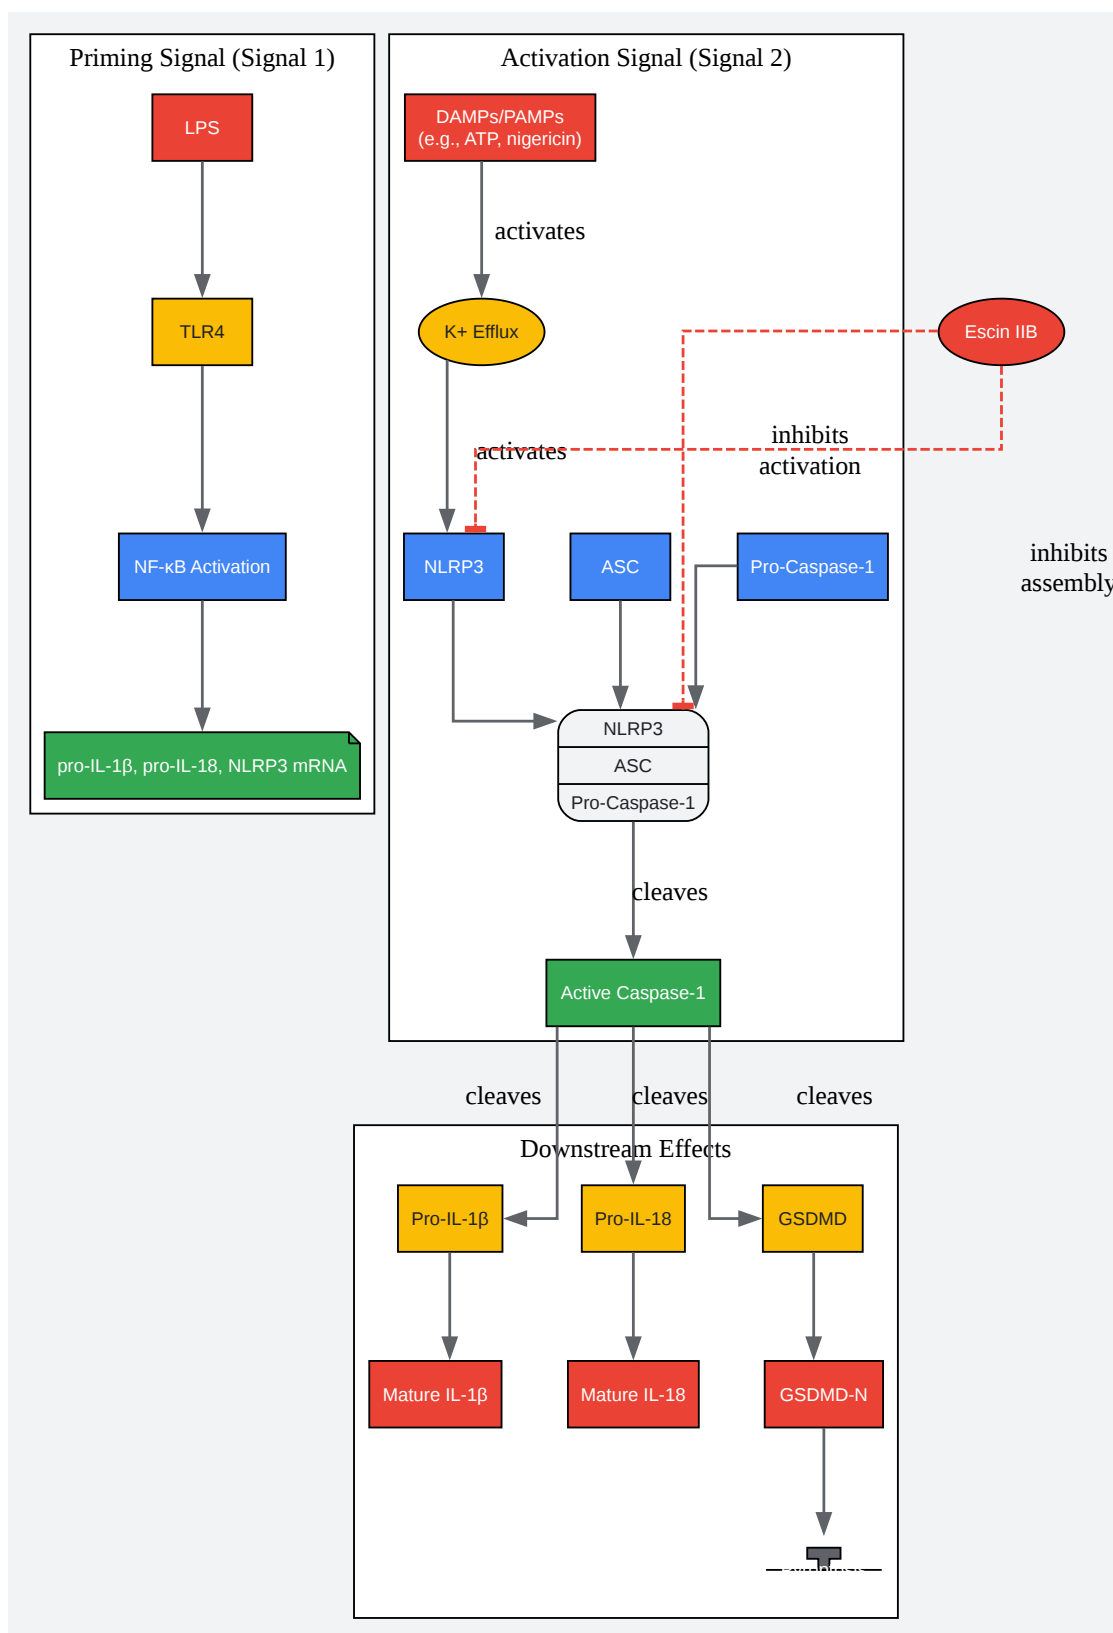 Priming Signal (Signal 1)
LPS
TLR4
NF-κB Activation
pro-IL-1β, pro-IL-18, NLRP3 mRNA
Activation Signal (Signal 2)
DAMPs/PAMPs
(e.g., ATP, nigericin)
activates
K+ Efflux
Escin IIB
activates
inhibits
activation
inhibits
assembly
NLRP3
ASC
Pro-Caspase-1
NLRP3
ASC
Pro-Caspase-1
cleaves
Active Caspase-1
cleaves
cleaves
cleaves
Downstream Effects
Pro-IL-1β
Pro-IL-18
GSDMD
Mature IL-1β
Mature IL-18
GSDMD-N